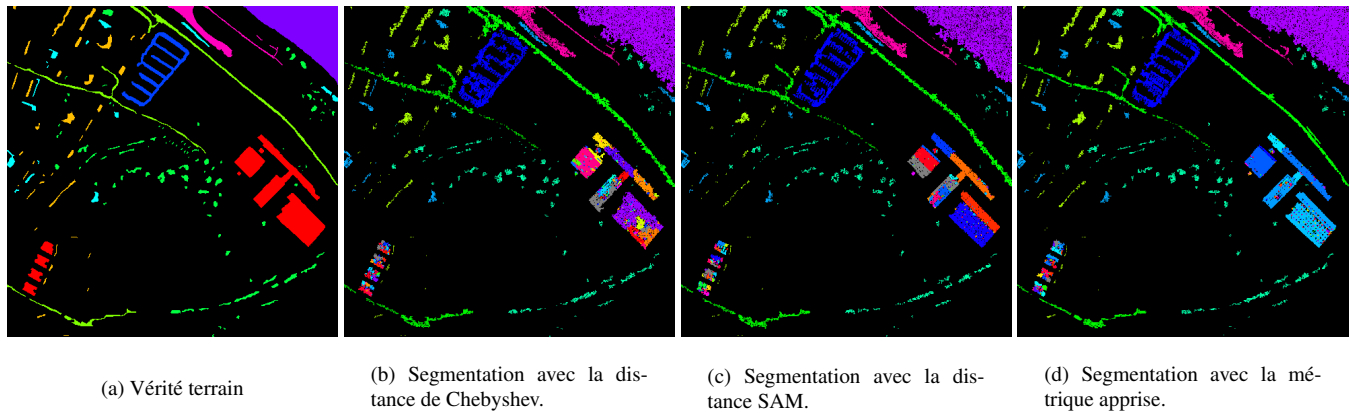 (a) Vérité terrain
(b) Segmentation avec la dis-
tance de Chebyshev.
(c) Segmentation avec la dis-
tance SAM.
(d) Segmentation avec la mé-
trique apprise.